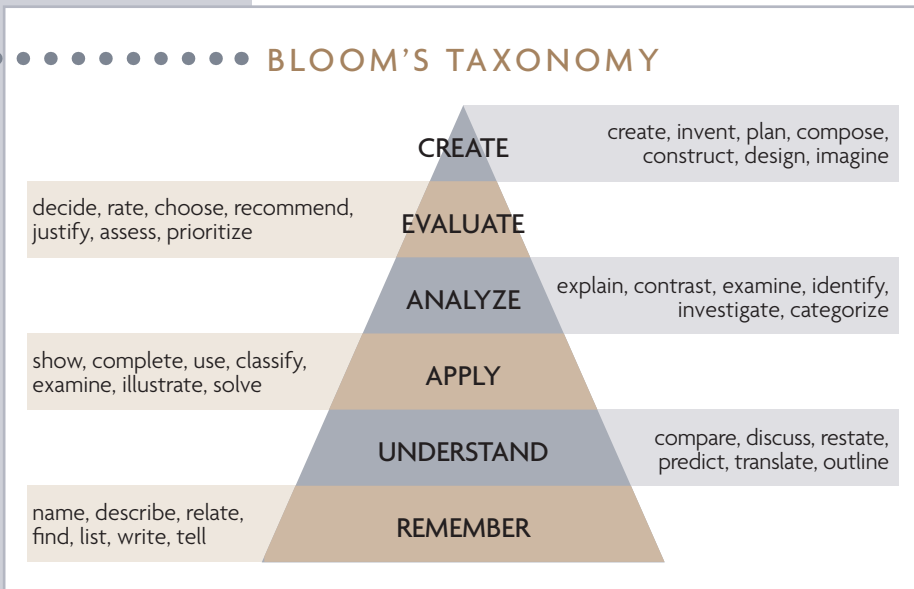 BLOOM'S TAXONOMY
CREATE
create, invent, plan, compose,
construct, design, imagine
decide, rate, choose, recommend,
justify, assess, prioritize
EVALUATE
ANALYZE
explain, contrast, examine, identify,
investigate, categorize
show, complete, use, classify,
examine, illustrate, solve
APPLY
UNDERSTAND
compare, discuss, restate,
predict, translate, outline
name, describe, relate,
find, list, write, tell
REMEMBER